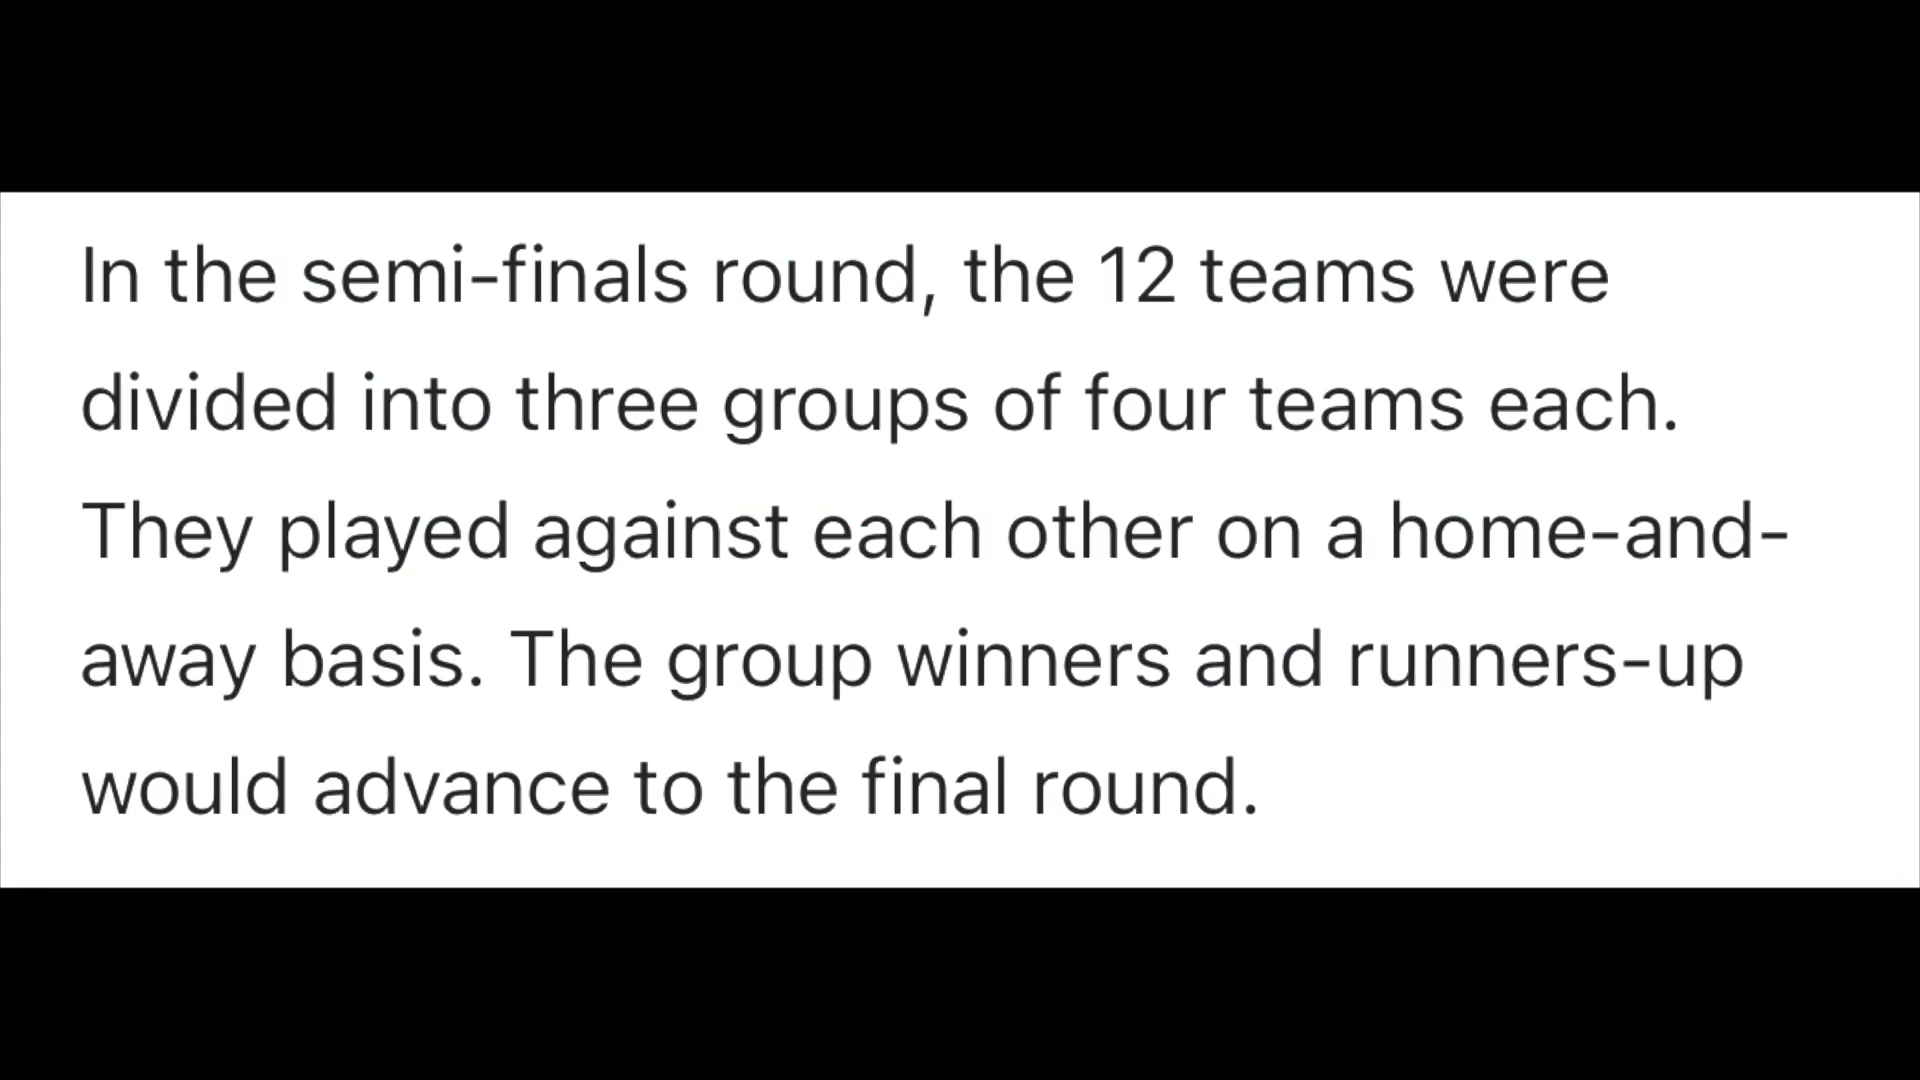 In the semi-finals round, the 12 teams were
divided into three groups of four teams each.
They played against each other on a home-and-
away basis. The group winners and runners-up
would advance to the final round.